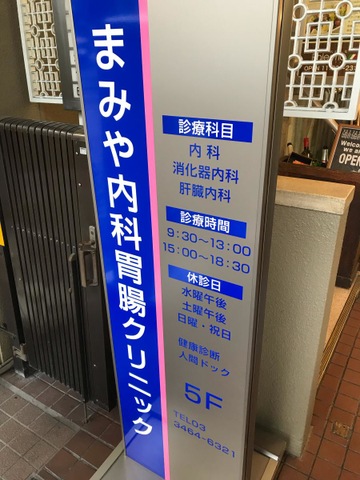 まみや内科胃腸クリニック
診療科目
内科
消化器内科
肝臓内科
診療時間
9:30〜13:00
15:00〜18:30
休診日
水曜午後
土曜午後
日曜・祝日
健康診断
人間ドック
5F
TEL03
3464-6321
Welcome
we are
OPEN